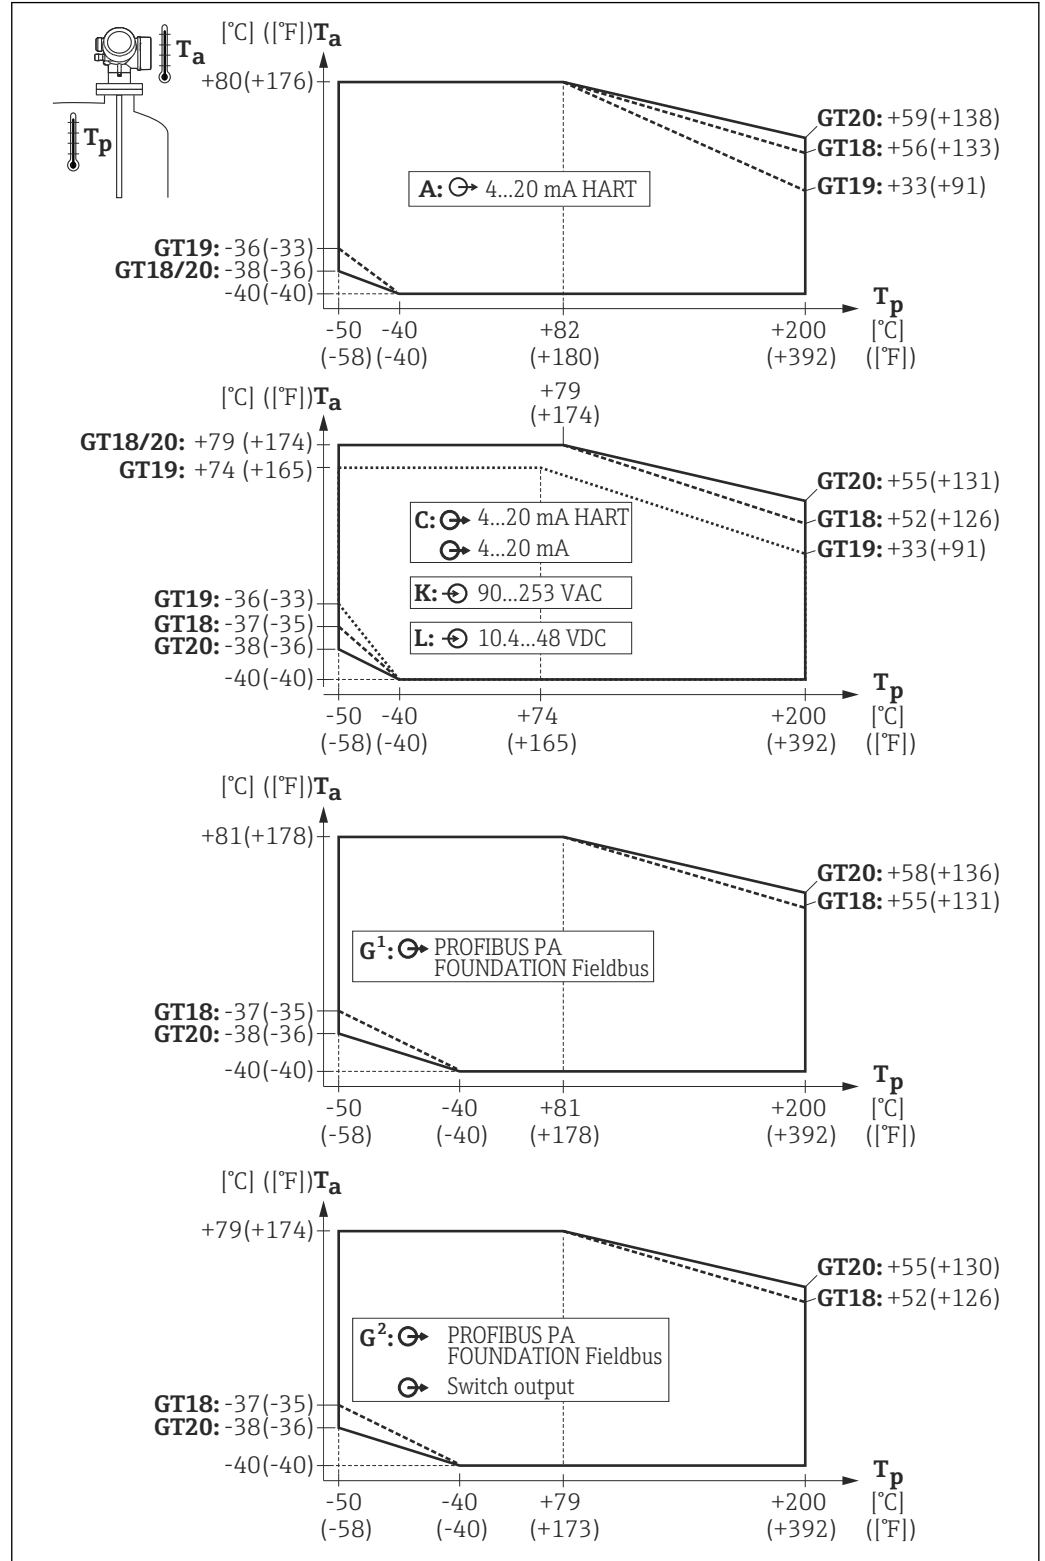 [°C] ([°F]) Ta
Ta
+80(+176)
Tp
GT20: +59(+138)
GT18: +56(+133)
GT19: +33(+91)
A: 4...20 mA HART
GT19: -36(-33)
GT18/20: -38(-36)
-40(-40)
Tp
-50 -40 +82 +200 [°C]
(-58) (-40) (+180) (+392) ([°F])
+79
(+174)
[°C] ([°F]) Ta
GT18/20: +79 (+174)
GT19: +74 (+165)
GT20: +55(+131)
GT18: +52(+126)
GT19: +33(+91)
C: 4...20 mA HART
4...20 mA
K: 90...253 VAC
L: 10.4...48 VDC
GT19: -36(-33)
GT18: -37(-35)
GT20: -38(-36)
-40(-40)
Tp
-50 -40 +74 +200 [°C]
(-58) (-40) (+165) (+392) ([°F])
[°C] ([°F]) Ta
+81(+178)
GT20: +58(+136)
GT18: +55(+131)
G¹: PROFIBUS PA
FOUNDATION Fieldbus
GT18: -37(-35)
GT20: -38(-36)
-40(-40)
Tp
-50 -40 +81 +200 [°C]
(-58) (-40) (+178) (+392) ([°F])
[°C] ([°F]) Ta
+79(+174)
GT20: +55(+130)
GT18: +52(+126)
G²: PROFIBUS PA
FOUNDATION Fieldbus
Switch output
GT18: -37(-35)
GT20: -38(-36)
-40(-40)
Tp
-50 -40 +79 +200 [°C]
(-58) (-40) (+173) (+392) ([°F])